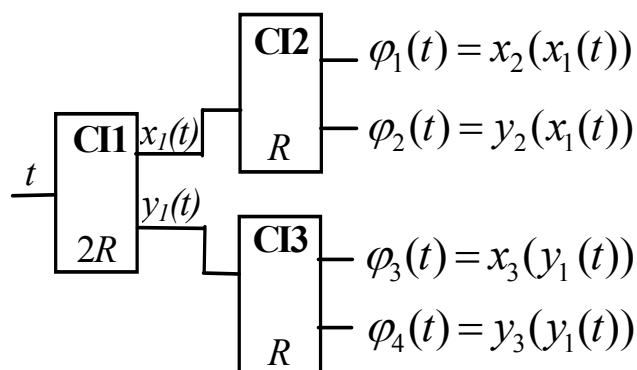 CI2
φ₁(t) = x₂(x₁(t))
CI1
x₁(t)
φ₂(t) = y₂(x₁(t))
R
t
y₁(t)
2R
CI3
φ₃(t) = x₃(y₁(t))
φ₄(t) = y₃(y₁(t))
R